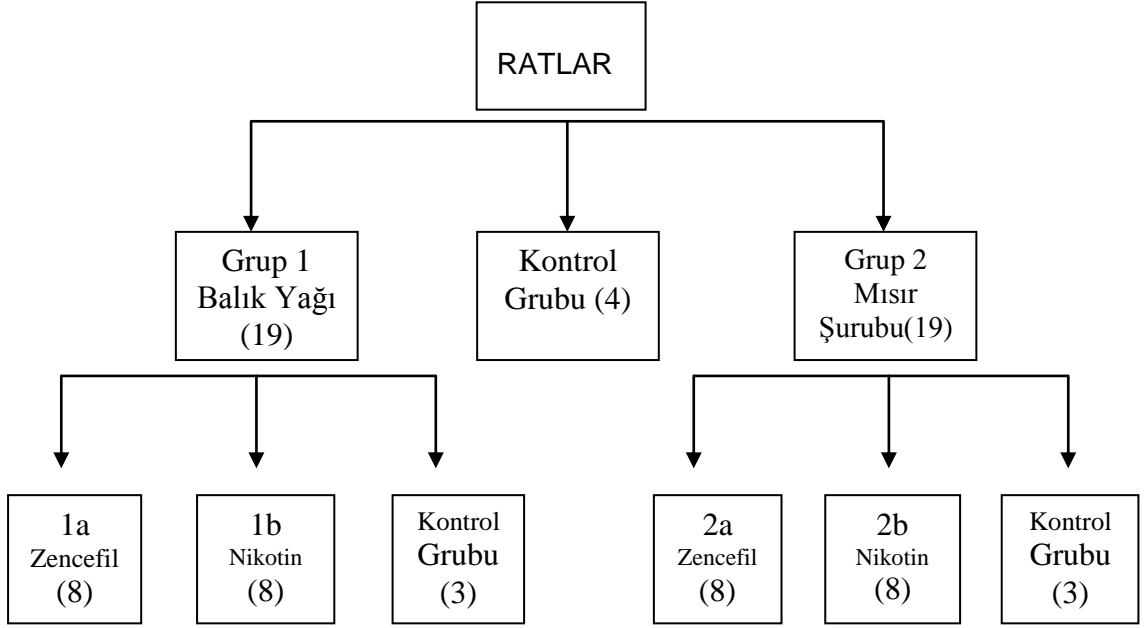 RATLAR
Grup 1
Balık Yağı
(19)
Kontrol
Grubu (4)
Grup 2
Mısır
Şurubu(19)
1a
Zencefil
(8)
1b
Nikotin
(8)
Kontrol
Grubu
(3)
2a
Zencefil
(8)
2b
Nikotin
(8)
Kontrol
Grubu
(3)